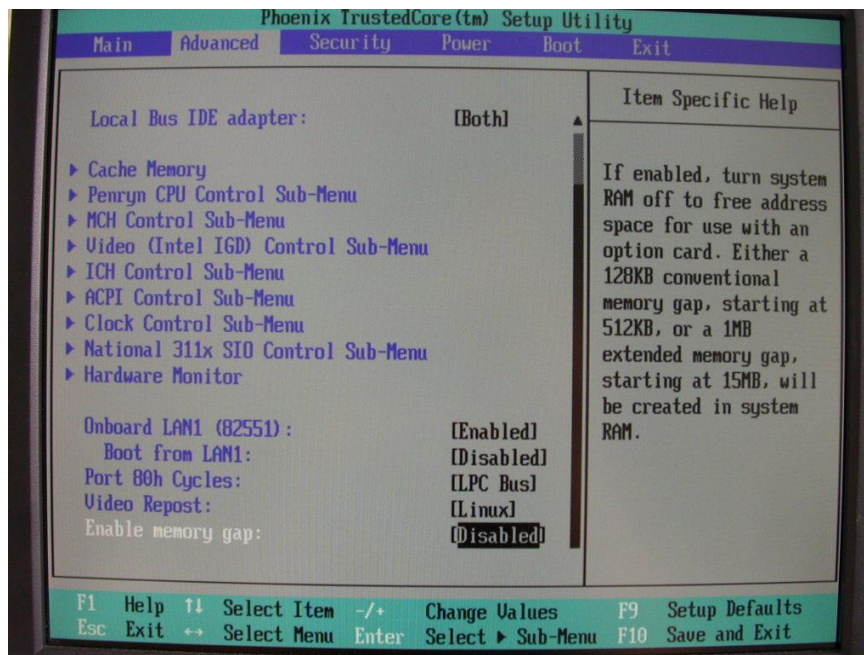 Phoenix TrustedCore(tm) Setup Utility
Main Advanced Security Power Boot Exit
Local Bus IDE adapter: [Both]
▶ Cache Memory
▶ Penryn CPU Control Sub-Menu
▶ MCH Control Sub-Menu
▶ Video (Intel IGD) Control Sub-Menu
▶ ICH Control Sub-Menu
▶ ACPI Control Sub-Menu
▶ Clock Control Sub-Menu
▶ National 311x SIO Control Sub-Menu
▶ Hardware Monitor
Onboard LAN1 (82551): [Enabled]
Boot from LAN1: [Disabled]
Port 80h Cycles: [LPC Bus]
Video Repost: [Linux]
Enable memory gap: [Disabled]
Item Specific Help
If enabled, turn system
RAM off to free address
space for use with an
option card. Either a
128KB conventional
memory gap, starting at
512KB, or a 1MB
extended memory gap,
starting at 15MB, will
be created in system
RAM.
F1 Help ↑↓ Select Item -/+ Change Values F9 Setup Defaults
Esc Exit ↔ Select Menu Enter Select ▶ Sub-Menu F10 Save and Exit